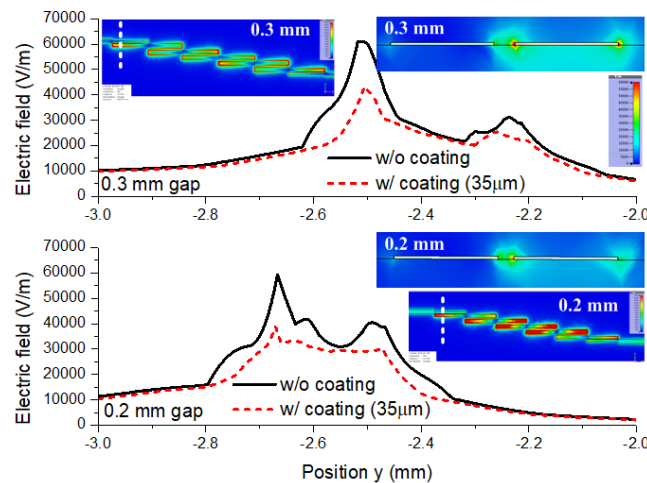 Electric field (V/m)
70000
60000
50000
40000
30000
20000
10000
0
0.3 mm
0.3 mm
w/o coating
w/ coating (35μm)
0.3 mm gap
-3.0
-2.8
-2.6
-2.4
-2.2
-2.0
Electric field (V/m)
70000
60000
50000
40000
30000
20000
10000
0
0.2 mm
0.2 mm
w/o coating
w/ coating (35μm)
0.2 mm gap
-3.0
-2.8
-2.6
-2.4
-2.2
-2.0
Position y (mm)